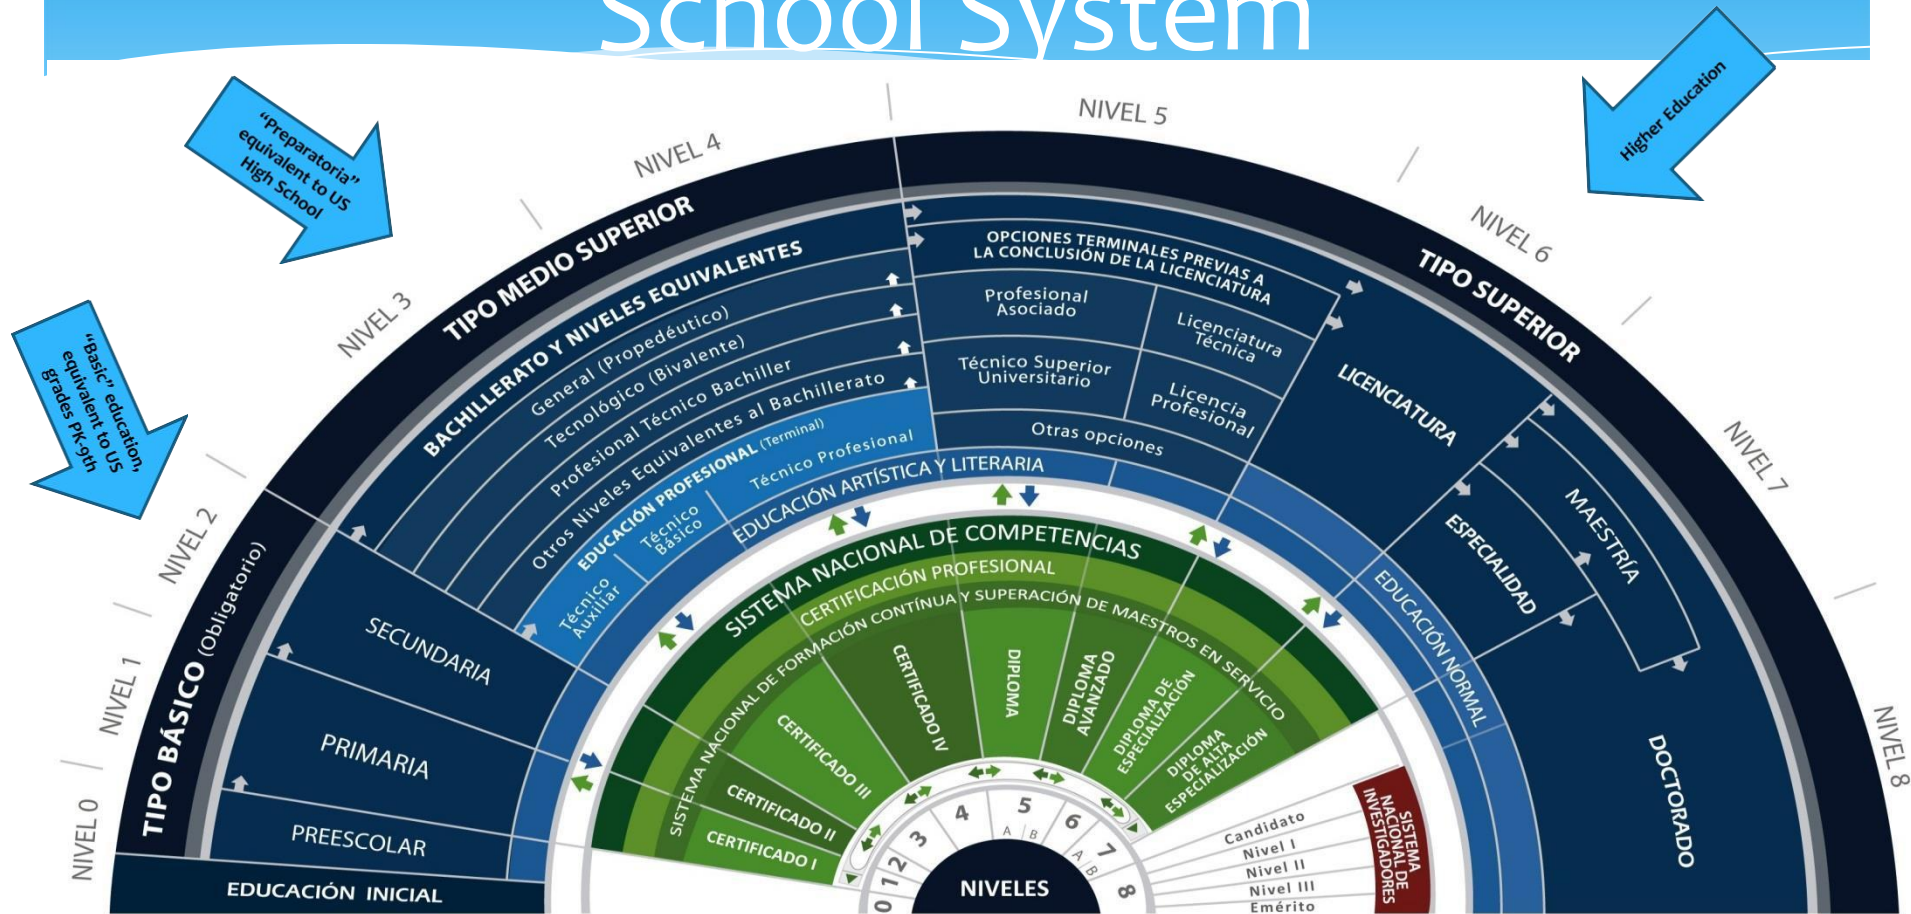 School System
"Preparatoria"
equivalent to US
High School
"Basic" education,
equivalent to US
grades PK-9th
Higher Education
NIVEL 0
NIVEL 1
NIVEL 2
NIVEL 3
NIVEL 4
NIVEL 5
NIVEL 6
NIVEL 7
NIVEL 8
TIPO BÁSICO (Obligatorio)
TIPO MEDIO SUPERIOR
TIPO SUPERIOR
EDUCACIÓN INICIAL
PREESCOLAR
PRIMARIA
SECUNDARIA
BACHILLERATO Y NIVELES EQUIVALENTES
General (Propedéutico)
Tecnológico (Bivalente)
Profesional Técnico Bachiller
Otros Niveles Equivalentes al Bachillerato
EDUCACIÓN PROFESIONAL (Terminal)
Técnico
Auxiliar
Técnico
Básico
Técnico Profesional
EDUCACIÓN ARTÍSTICA Y LITERARIA
OPCIONES TERMINALES PREVIAS A
LA CONCLUSIÓN DE LA LICENCIATURA
Profesional
Asociado
Licenciatura
Técnica
Técnico Superior
Universitario
Licencia
Profesional
Otras opciones
LICENCIATURA
ESPECIALIDAD
MAESTRÍA
DOCTORADO
EDUCACIÓN NORMAL
SISTEMA NACIONAL DE COMPETENCIAS
CERTIFICACIÓN PROFESIONAL
SISTEMA NACIONAL DE FORMACIÓN CONTÍNUA Y SUPERACIÓN DE MAESTROS EN SERVICIO
CERTIFICADO I
CERTIFICADO II
CERTIFICADO III
CERTIFICADO IV
DIPLOMA
DIPLOMA
AVANZADO
DIPLOMA DE
ESPECIALIZACIÓN
DIPLOMA
DE ALTA
ESPECIALIZACIÓN
SISTEMA
NACIONAL DE
INVESTIGADORES
Candidato
Nivel I
Nivel II
Nivel III
Emérito
0
1
2
3
4
5
A
B
6
7
A
B
8
NIVELES